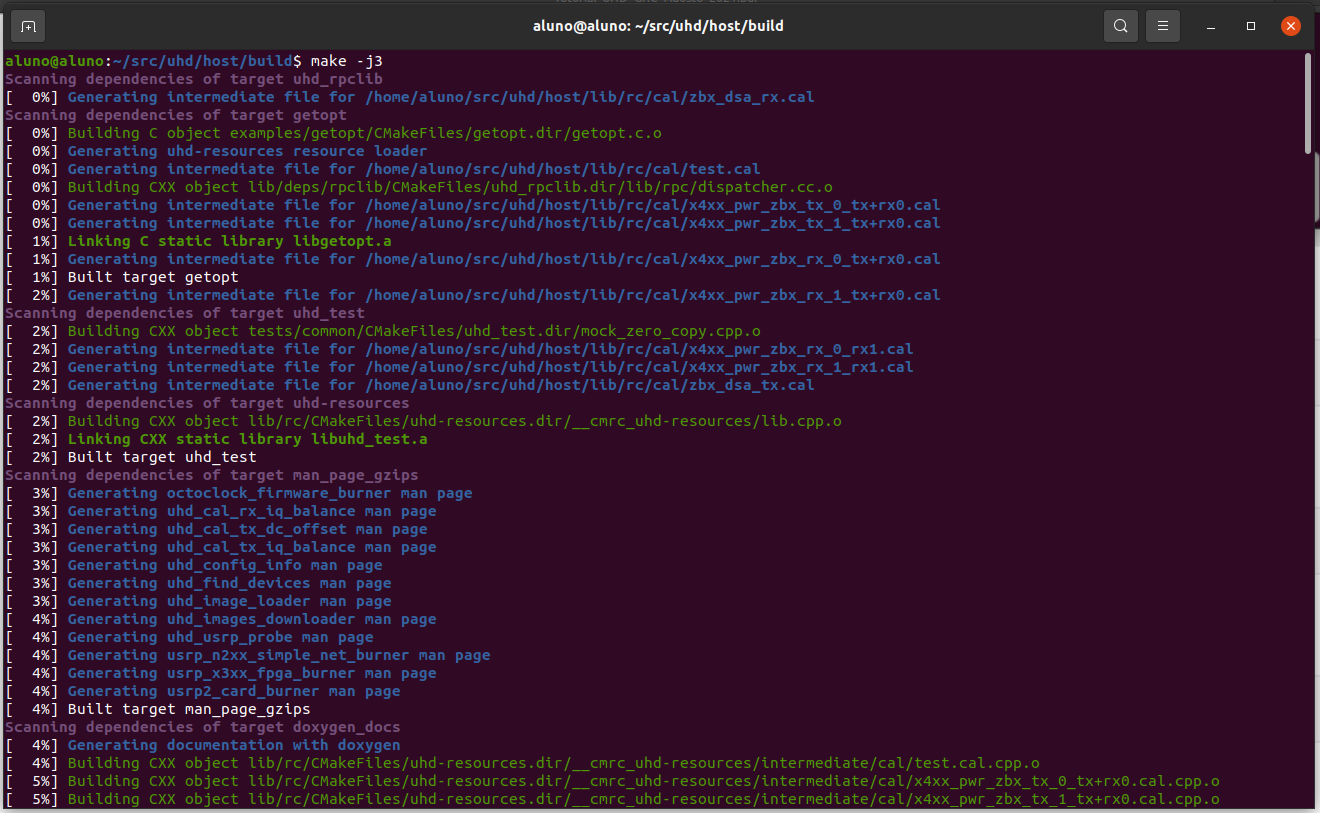 aluno@aluno: ~/src/uhd/host/build
aluno@aluno:~/src/uhd/host/build$ make -j3
Scanning dependencies of target uhd_rpclib
[  0%] Generating intermediate file for /home/aluno/src/uhd/host/lib/rc/cal/zbx_dsa_rx.cal
Scanning dependencies of target getopt
[  0%] Building C object examples/getopt/CMakeFiles/getopt.dir/getopt.c.o
[  0%] Generating uhd-resources resource loader
[  0%] Generating intermediate file for /home/aluno/src/uhd/host/lib/rc/cal/test.cal
[  0%] Building CXX object lib/deps/rpclib/CMakeFiles/uhd_rpclib.dir/lib/rpc/dispatcher.cc.o
[  0%] Generating intermediate file for /home/aluno/src/uhd/host/lib/rc/cal/x4xx_pwr_zbx_tx_0_tx+rx0.cal
[  0%] Generating intermediate file for /home/aluno/src/uhd/host/lib/rc/cal/x4xx_pwr_zbx_tx_1_tx+rx0.cal
[  1%] Linking C static library libgetopt.a
[  1%] Generating intermediate file for /home/aluno/src/uhd/host/lib/rc/cal/x4xx_pwr_zbx_rx_0_tx+rx0.cal
[  1%] Built target getopt
[  2%] Generating intermediate file for /home/aluno/src/uhd/host/lib/rc/cal/x4xx_pwr_zbx_rx_1_tx+rx0.cal
Scanning dependencies of target uhd_test
[  2%] Building CXX object tests/common/CMakeFiles/uhd_test.dir/mock_zero_copy.cpp.o
[  2%] Generating intermediate file for /home/aluno/src/uhd/host/lib/rc/cal/x4xx_pwr_zbx_rx_0_rx1.cal
[  2%] Generating intermediate file for /home/aluno/src/uhd/host/lib/rc/cal/x4xx_pwr_zbx_rx_1_rx1.cal
[  2%] Generating intermediate file for /home/aluno/src/uhd/host/lib/rc/cal/zbx_dsa_tx.cal
Scanning dependencies of target uhd-resources
[  2%] Building CXX object lib/rc/CMakeFiles/uhd-resources.dir/__cmrc_uhd-resources/lib.cpp.o
[  2%] Linking CXX static library libuhd_test.a
[  2%] Built target uhd_test
Scanning dependencies of target man_page_gzips
[  3%] Generating octoclock_firmware_burner man page
[  3%] Generating uhd_cal_rx_iq_balance man page
[  3%] Generating uhd_cal_tx_dc_offset man page
[  3%] Generating uhd_cal_tx_iq_balance man page
[  3%] Generating uhd_config_info man page
[  3%] Generating uhd_find_devices man page
[  3%] Generating uhd_image_loader man page
[  4%] Generating uhd_images_downloader man page
[  4%] Generating uhd_usrp_probe man page
[  4%] Generating usrp_n2xx_simple_net_burner man page
[  4%] Generating usrp_x3xx_fpga_burner man page
[  4%] Generating usrp2_card_burner man page
[  4%] Built target man_page_gzips
Scanning dependencies of target doxygen_docs
[  4%] Generating documentation with doxygen
[  4%] Building CXX object lib/rc/CMakeFiles/uhd-resources.dir/__cmrc_uhd-resources/intermediate/cal/test.cal.cpp.o
[  5%] Building CXX object lib/rc/CMakeFiles/uhd-resources.dir/__cmrc_uhd-resources/intermediate/cal/x4xx_pwr_zbx_tx_0_tx+rx0.cal.cpp.o
[  5%] Building CXX object lib/rc/CMakeFiles/uhd-resources.dir/__cmrc_uhd-resources/intermediate/cal/x4xx_pwr_zbx_tx_1_tx+rx0.cal.cpp.o